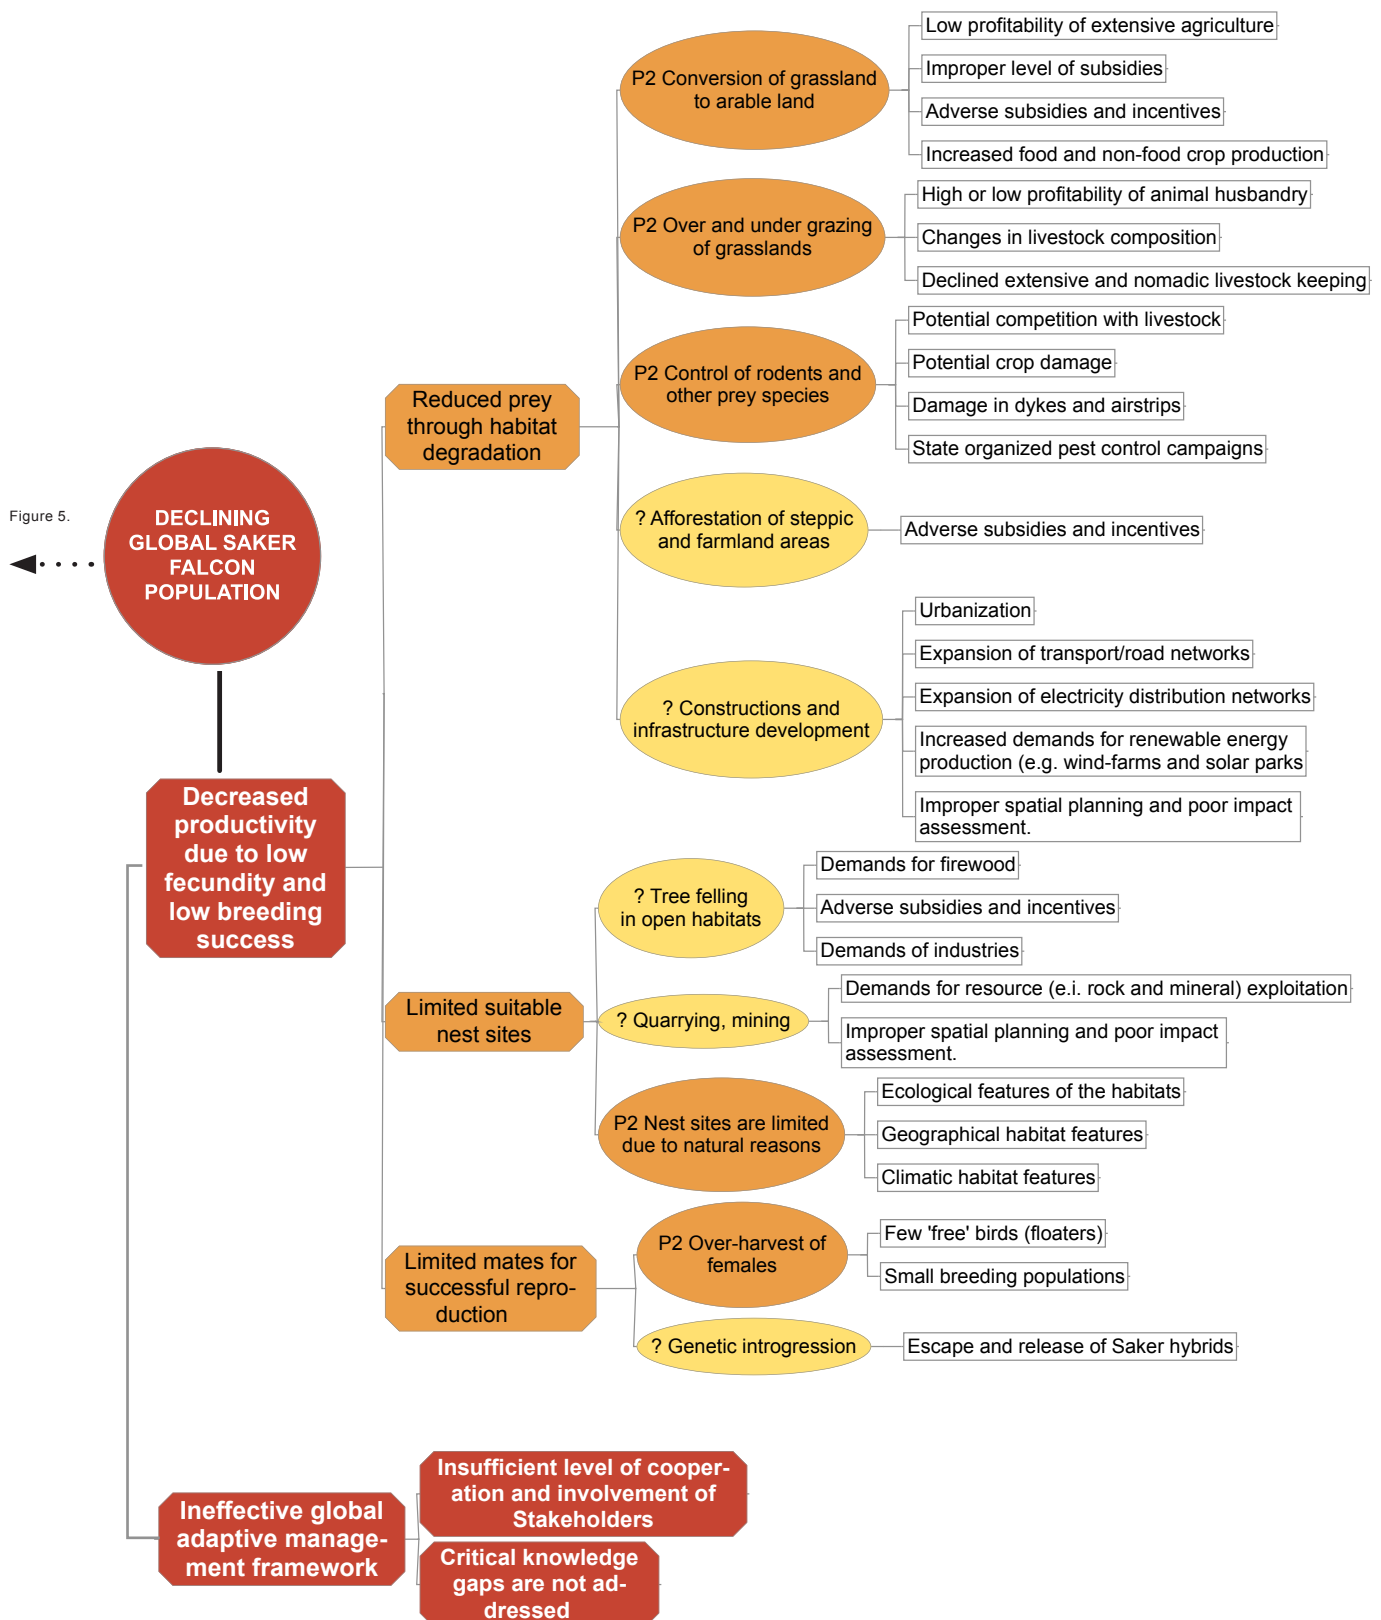 Figure 5.
DECLINING
GLOBAL SAKER
FALCON
POPULATION
Decreased
productivity
due to low
fecundity and
low breeding
success
Reduced prey
through habitat
degradation
P2 Conversion of grassland
to arable land
Low profitability of extensive agriculture
Improper level of subsidies
Adverse subsidies and incentives
Increased food and non-food crop production
P2 Over and under grazing
of grasslands
High or low profitability of animal husbandry
Changes in livestock composition
Declined extensive and nomadic livestock keeping
P2 Control of rodents and
other prey species
Potential competition with livestock
Potential crop damage
Damage in dykes and airstrips
State organized pest control campaigns
? Afforestation of steppic
and farmland areas
Adverse subsidies and incentives
? Constructions and
infrastructure development
Urbanization
Expansion of transport/road networks
Expansion of electricity distribution networks
Increased demands for renewable energy
production (e.g. wind-farms and solar parks
Improper spatial planning and poor impact
assessment.
Limited suitable
nest sites
? Tree felling
in open habitats
Demands for firewood
Adverse subsidies and incentives
Demands of industries
? Quarrying, mining
Demands for resource (e.i. rock and mineral) exploitation
Improper spatial planning and poor impact
assessment.
P2 Nest sites are limited
due to natural reasons
Ecological features of the habitats
Geographical habitat features
Climatic habitat features
Limited mates for
successful repro-
duction
P2 Over-harvest of
females
Few 'free' birds (floaters)
Small breeding populations
? Genetic introgression
Escape and release of Saker hybrids
Ineffective global
adaptive manage-
ment framework
Insufficient level of cooper-
ation and involvement of
Stakeholders
Critical knowledge
gaps are not ad-
dressed